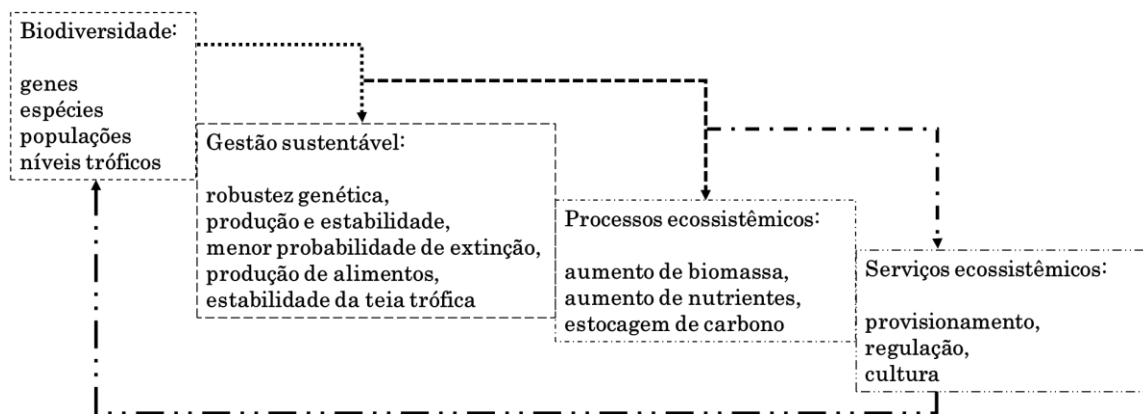 Biodiversidade:
genes
espécies
populações
níveis tróficos
Gestão sustentável:
robustez genética,
produção e estabilidade,
menor probabilidade de extinção,
produção de alimentos,
estabilidade da teia trófica
Processos ecossistêmicos:
aumento de biomassa,
aumento de nutrientes,
estocagem de carbono
Serviços ecossistêmicos:
provisionamento,
regulação,
cultura